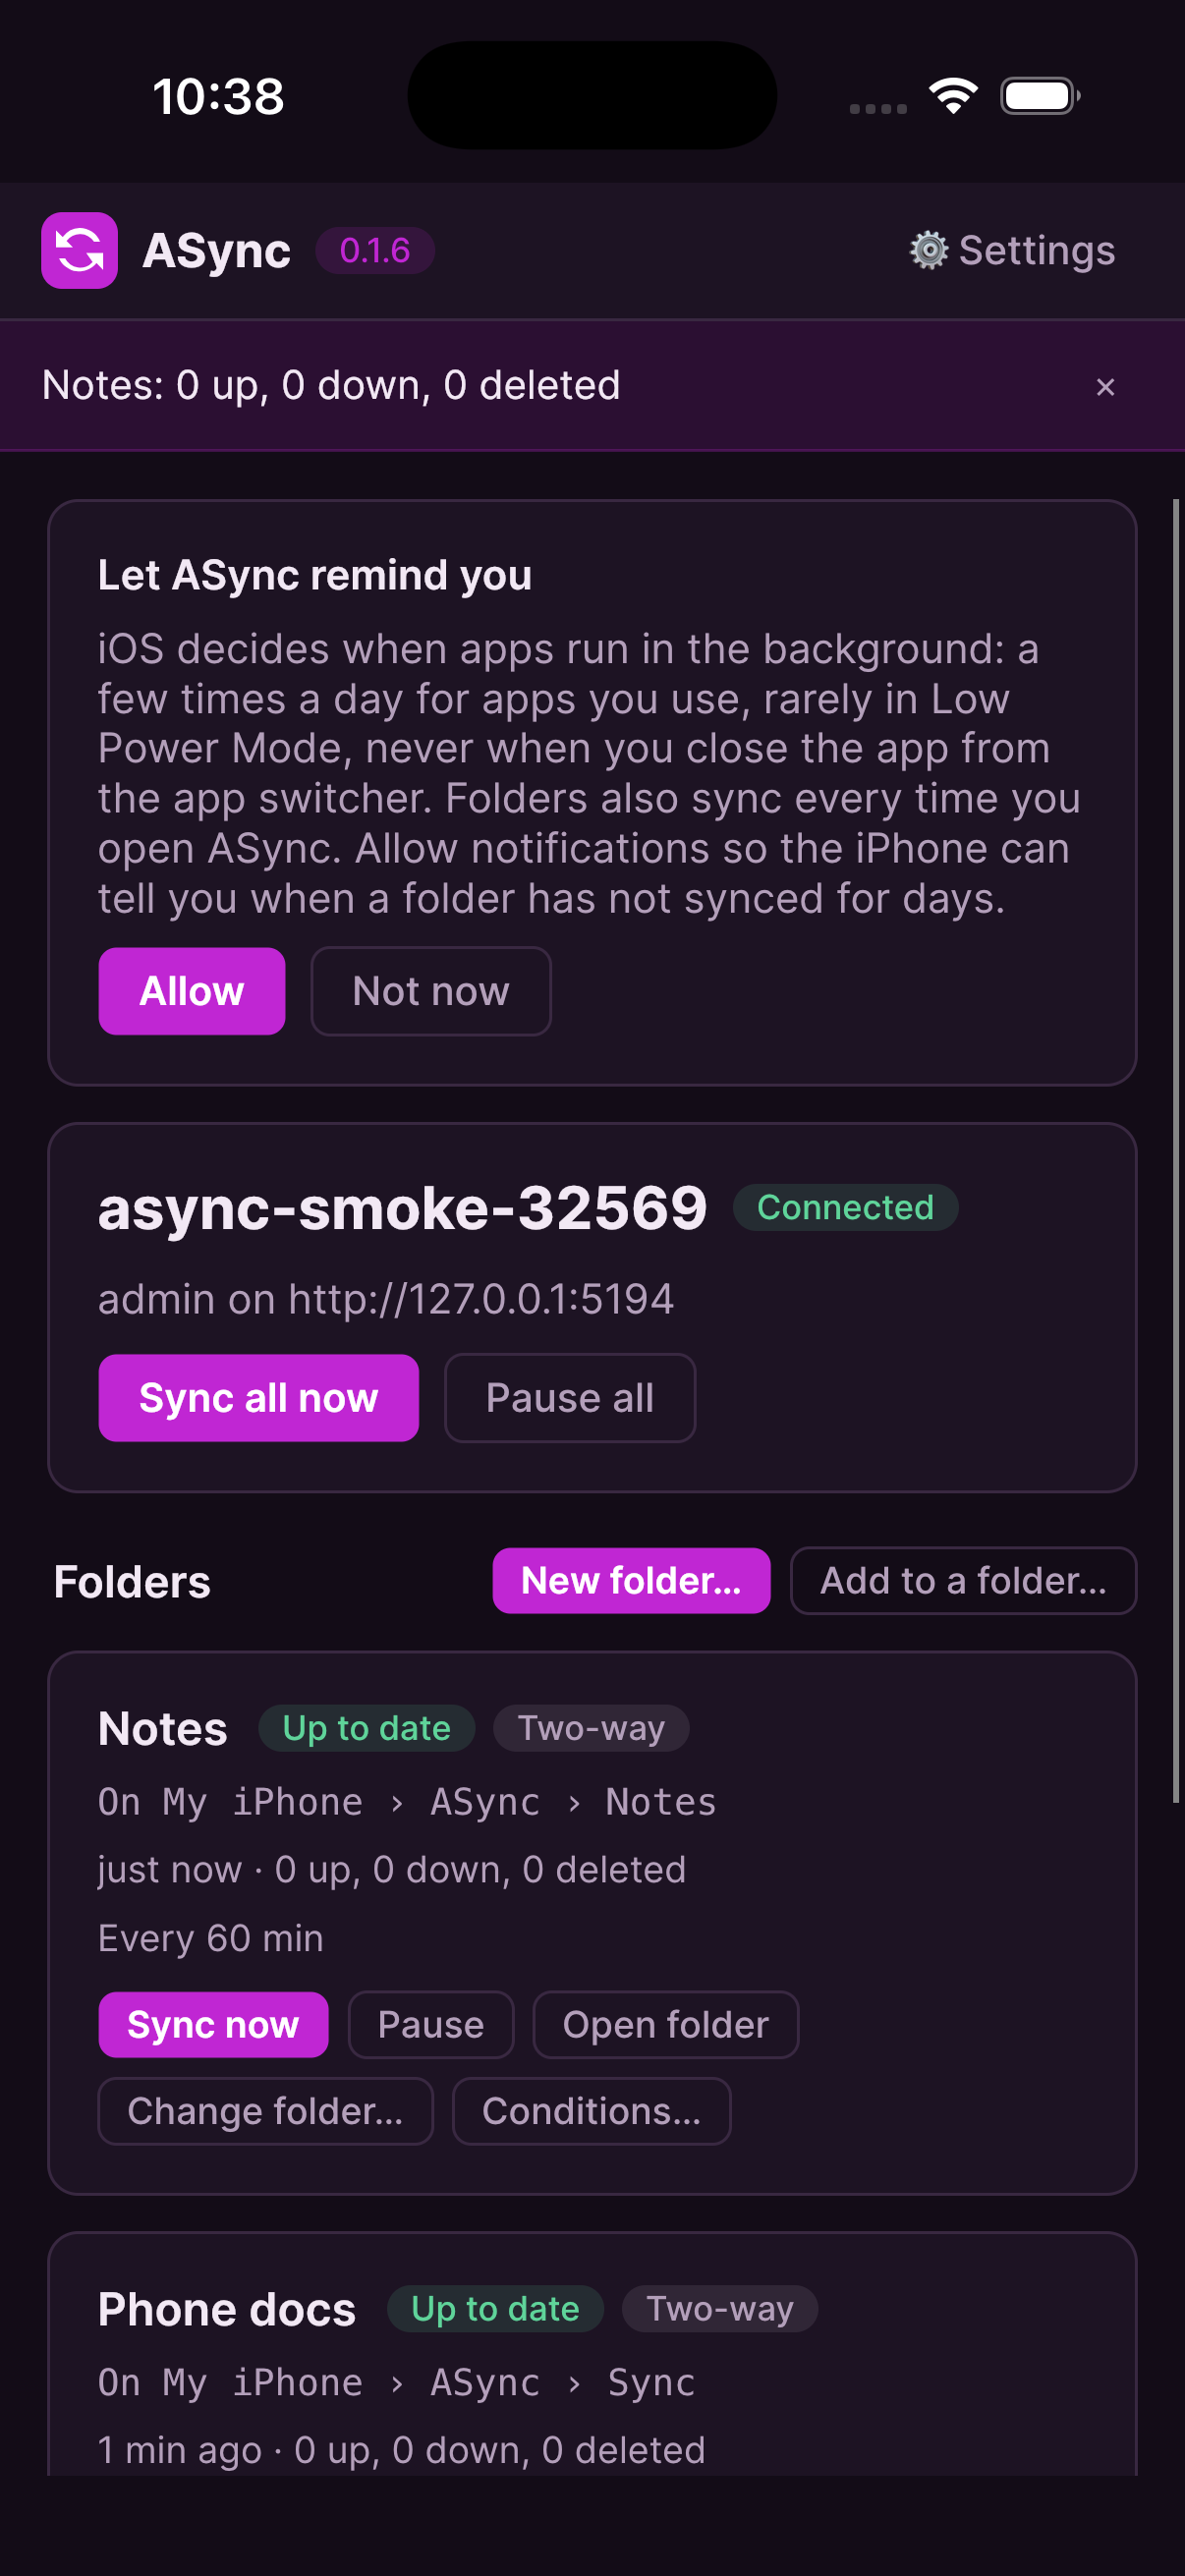 10:38
ASync 0.1.6 Settings
Notes: 0 up, 0 down, 0 deleted ×
Let ASync remind you
iOS decides when apps run in the background: a
few times a day for apps you use, rarely in Low
Power Mode, never when you close the app from
the app switcher. Folders also sync every time you
open ASync. Allow notifications so the iPhone can
tell you when a folder has not synced for days.
Allow Not now
async-smoke-32569 Connected
admin on http://127.0.0.1:5194
Sync all now Pause all
Folders New folder... Add to a folder...
Notes Up to date Two-way
On My iPhone › ASync › Notes
just now · 0 up, 0 down, 0 deleted
Every 60 min
Sync now Pause Open folder
Change folder... Conditions...
Phone docs Up to date Two-way
On My iPhone › ASync › Sync
1 min ago · 0 up, 0 down, 0 deleted